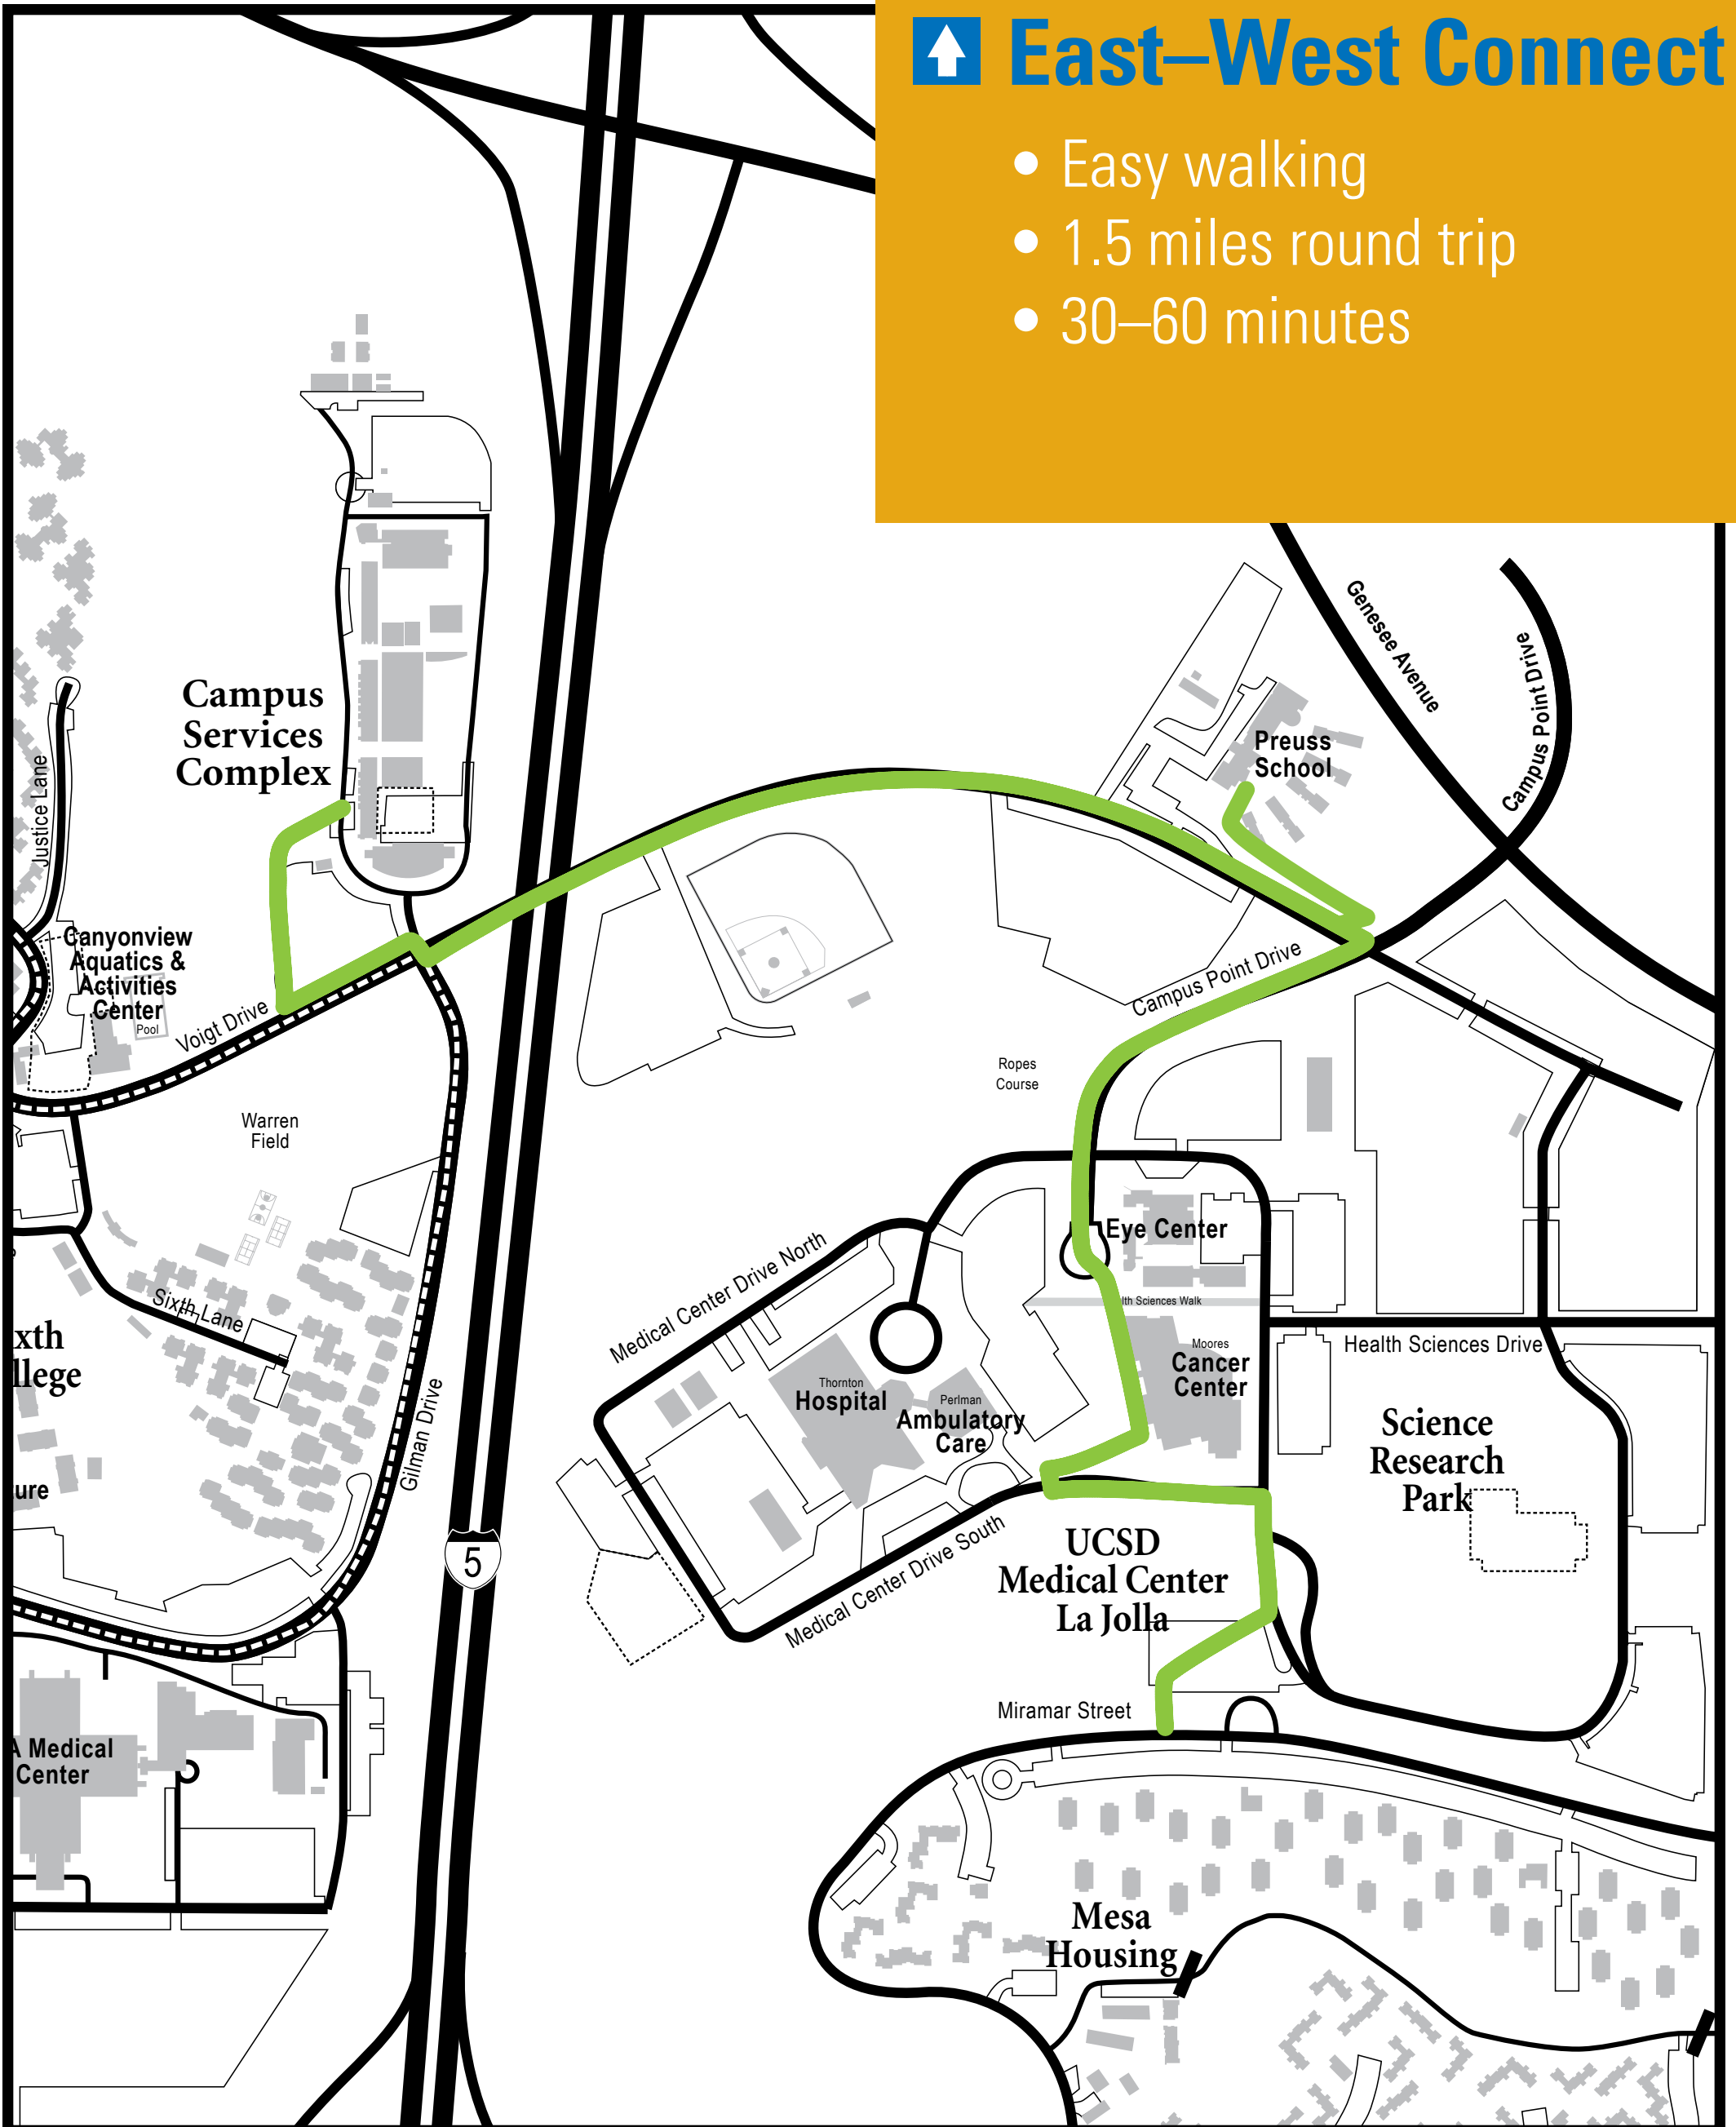 East–West Connect
• Easy walking
• 1.5 miles round trip
• 30–60 minutes
Genesee Avenue
Campus Point Drive
Campus
Services
Complex
Preuss
School
Justice Lane
Canyonview
Aquatics &
Activities
Center
Pool
Voigt Drive
Campus Point Drive
Ropes
Course
Warren
Field
Eye Center
Medical Center Drive North
lth Sciences Walk
Sixth Lane
xth
llege
Health Sciences Drive
Moores
Cancer
Center
Thornton
Hospital
Perlman
Ambulatory
Care
Gilman Drive
Science
Research
Park
ure
5
Medical Center Drive South
UCSD
Medical Center
La Jolla
Miramar Street
A Medical
Center
Mesa
Housing